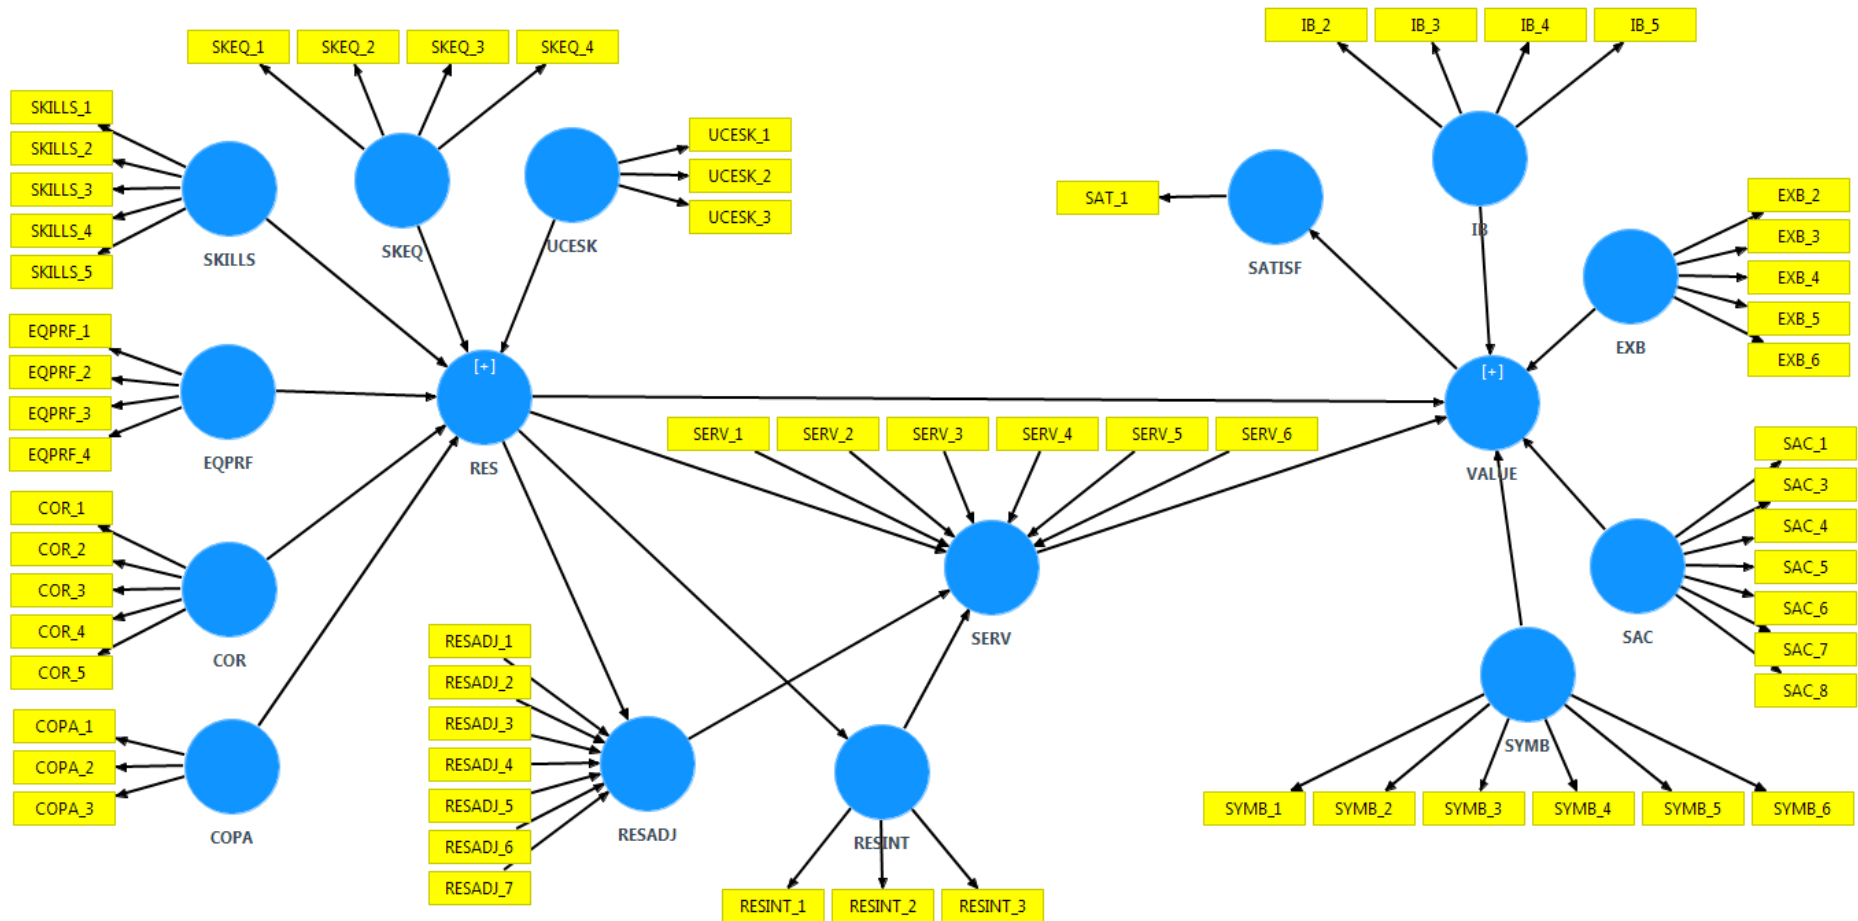 SKEQ_1 SKEQ_2 SKEQ_3 SKEQ_4
SKILLS_1
SKILLS_2
SKILLS_3
SKILLS_4
SKILLS_5
SKILLS
SKEQ
UCESK
UCESK_1
UCESK_2
UCESK_3
EQPRF_1
EQPRF_2
EQPRF_3
EQPRF_4
EQPRF
[+]
RES
COR_1
COR_2
COR_3
COR_4
COR_5
COR
COPA_1
COPA_2
COPA_3
COPA
RESADJ_1
RESADJ_2
RESADJ_3
RESADJ_4
RESADJ_5
RESADJ_6
RESADJ_7
RESADJ
RESINT
RESINT_1 RESINT_2 RESINT_3
SERV_1 SERV_2 SERV_3 SERV_4 SERV_5 SERV_6
SERV
IB_2 IB_3 IB_4 IB_5
IB
SAT_1
SATISF
EXB_2
EXB_3
EXB_4
EXB_5
EXB_6
EXB
[+]
VALUE
SAC_1
SAC_3
SAC_4
SAC_5
SAC_6
SAC_7
SAC_8
SAC
SYMB
SYMB_1 SYMB_2 SYMB_3 SYMB_4 SYMB_5 SYMB_6